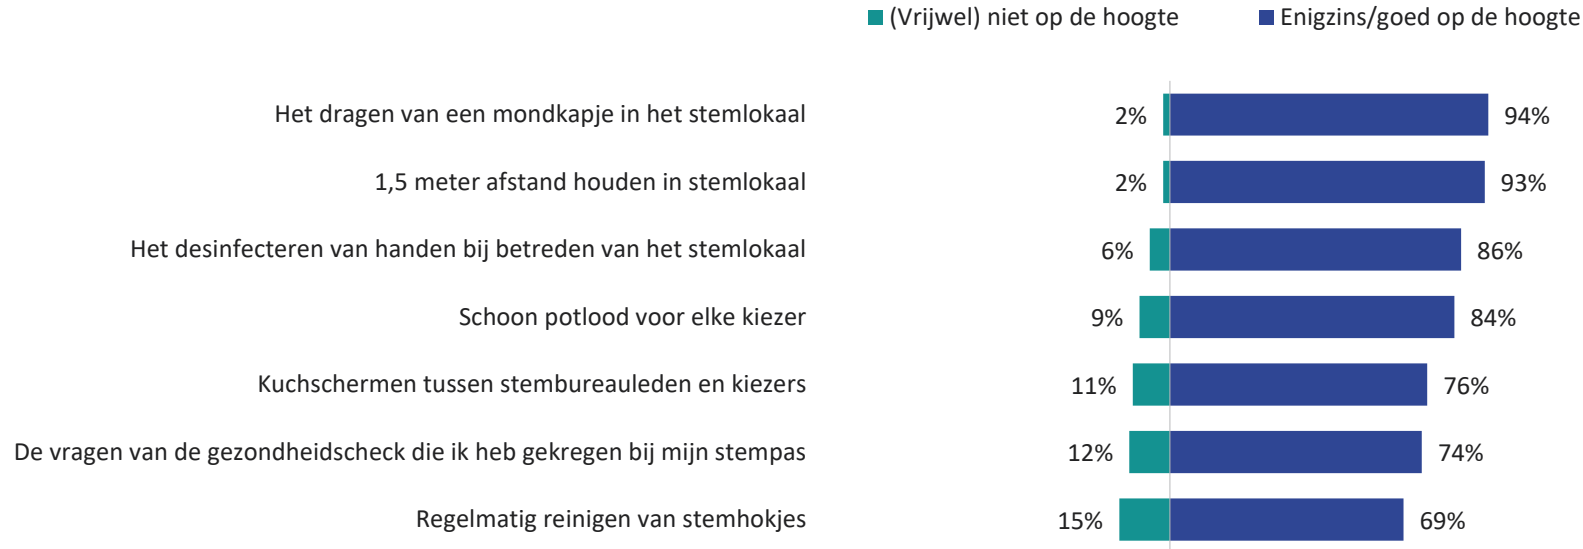 (Vrijwel) niet op de hoogte Enigzins/goed op de hoogte
Het dragen van een mondkapje in het stemlokaal 2% 94%
1,5 meter afstand houden in stemlokaal 2% 93%
Het desinfecteren van handen bij betreden van het stemlokaal 6% 86%
Schoon potlood voor elke kiezer 9% 84%
Kuchschermen tussen stembureauleden en kiezers 11% 76%
De vragen van de gezondheidscheck die ik heb gekregen bij mijn stempas 12% 74%
Regelmatig reinigen van stemhokjes 15% 69%